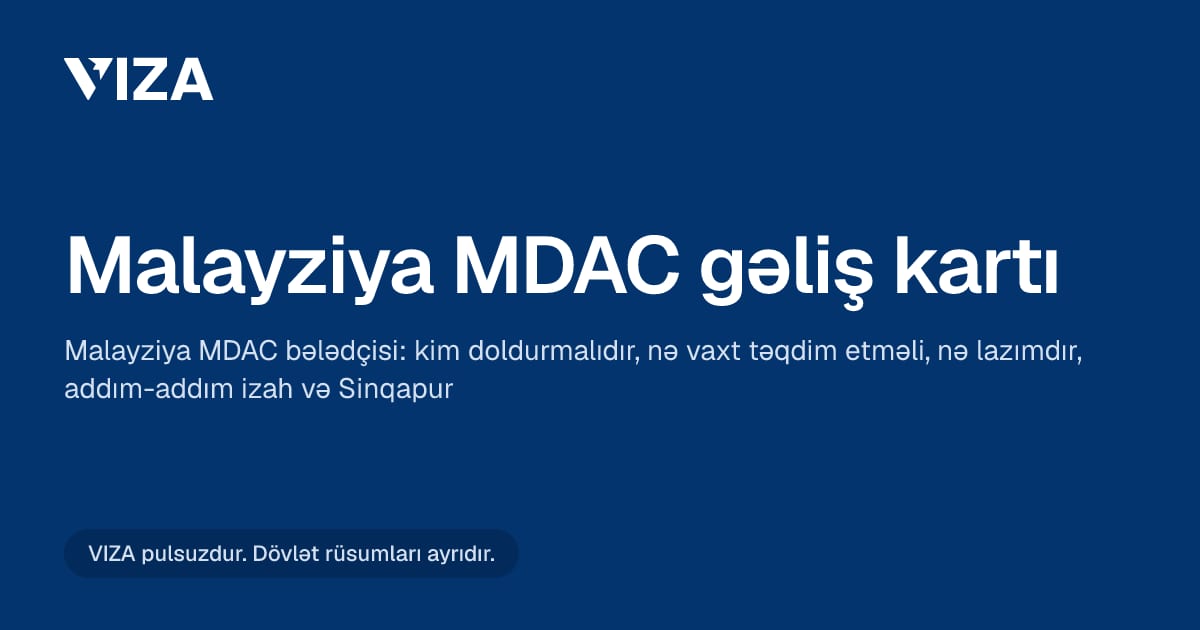 VIZA
Malayziya MDAC gəliş kartı
Malayziya MDAC bələdçisi: kim doldurmalıdır, nə vaxt təqdim etməli, nə lazımdır,
addım-addım izah və Sinqapur
VIZA pulsuzdur. Dövlət rüsumları ayrıdır.